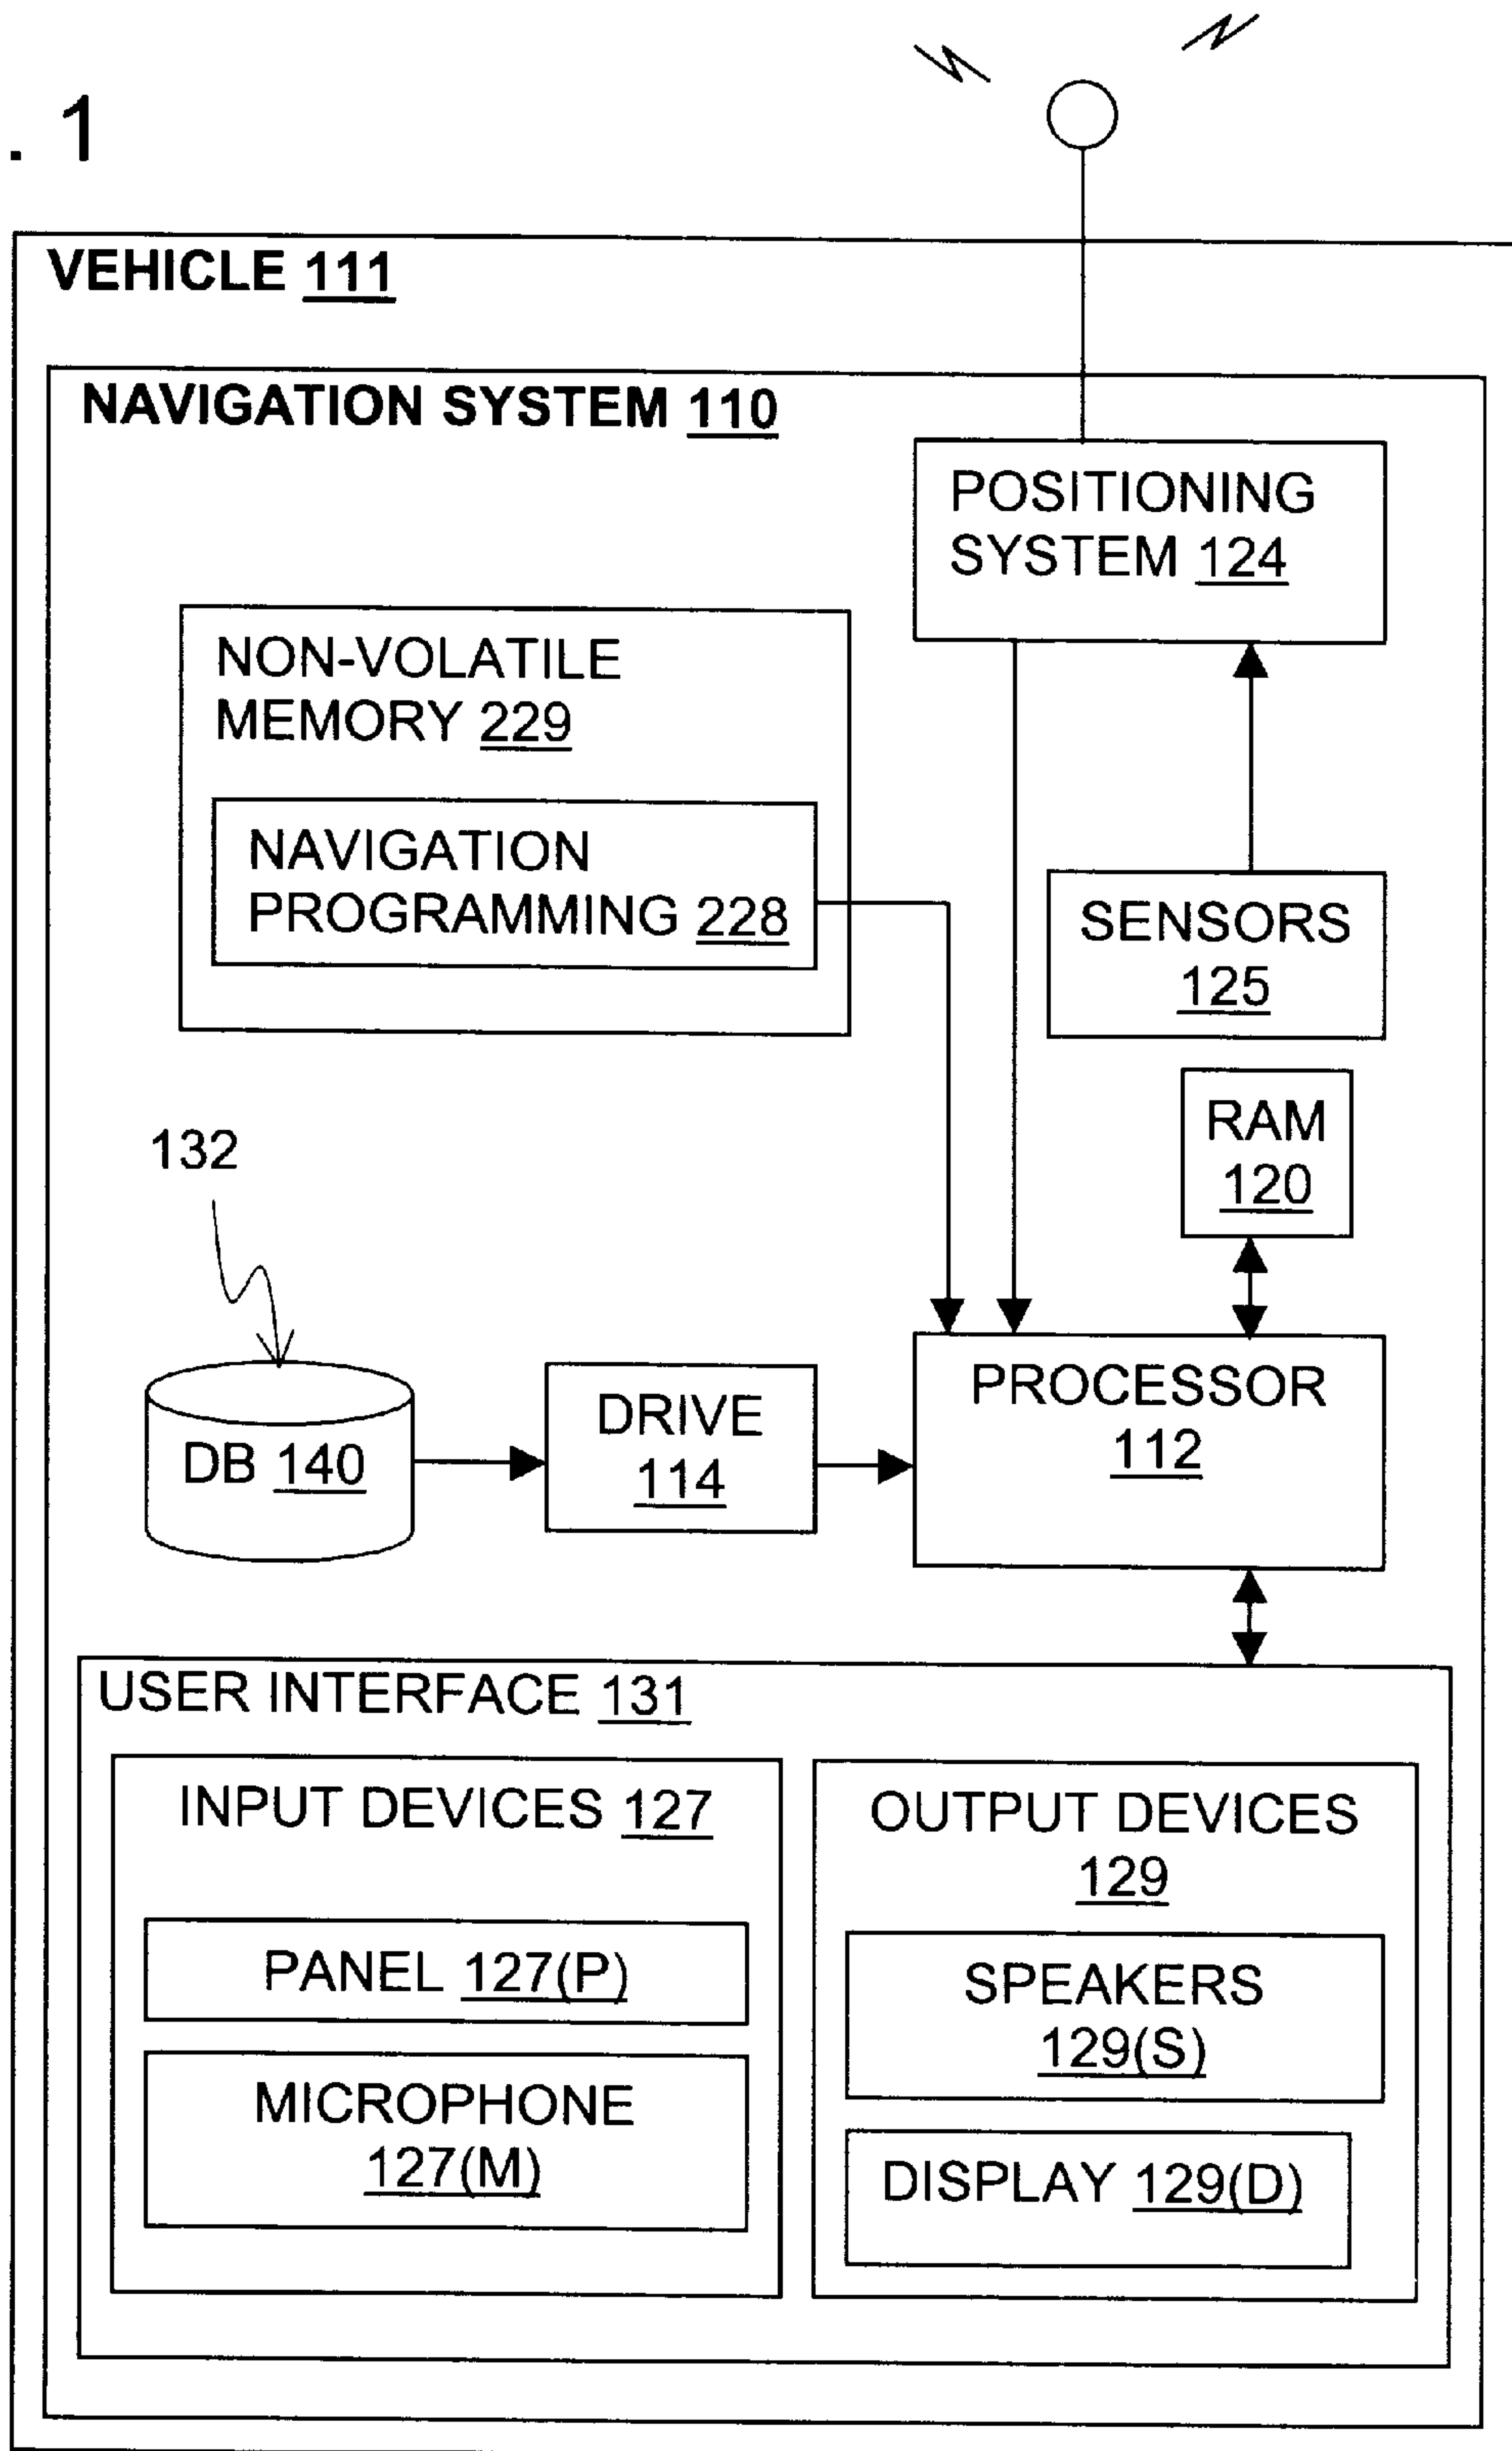 . 1
VEHICLE 111
NAVIGATION SYSTEM 110
POSITIONING
SYSTEM 124
NON-VOLATILE
MEMORY 229
NAVIGATION
PROGRAMMING 228
SENSORS
125
RAM
120
132
DB 140
DRIVE
114
PROCESSOR
112
USER INTERFACE 131
INPUT DEVICES 127
PANEL 127(P)
MICROPHONE
127(M)
OUTPUT DEVICES
129
SPEAKERS
129(S)
DISPLAY 129(D)